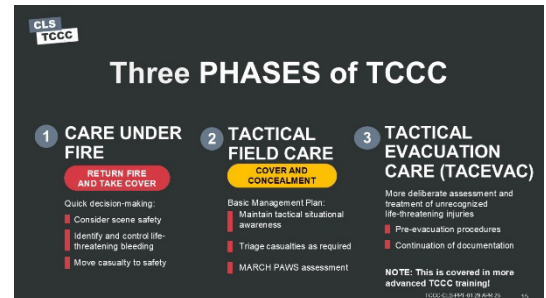 CLS
TCCC
Three PHASES of TCCC
1 CARE UNDER
FIRE
RETURN FIRE
AND TAKE COVER
Quick decision-making:
Consider scene safety
Identify and control life-
threatening bleeding
Move casualty to safety
2 TACTICAL
FIELD CARE
COVER AND
CONCEALMENT
Basic Management Plan:
Maintain tactical situational
awareness
Triage casualties as required
MARCH PAWS assessment
3 TACTICAL
EVACUATION
CARE (TACEVAC)
More deliberate assessment and
treatment of unrecognized
life-threatening injuries
Pre-evacuation procedures
Continuation of documentation
NOTE: This is covered in more
advanced TCCC training!